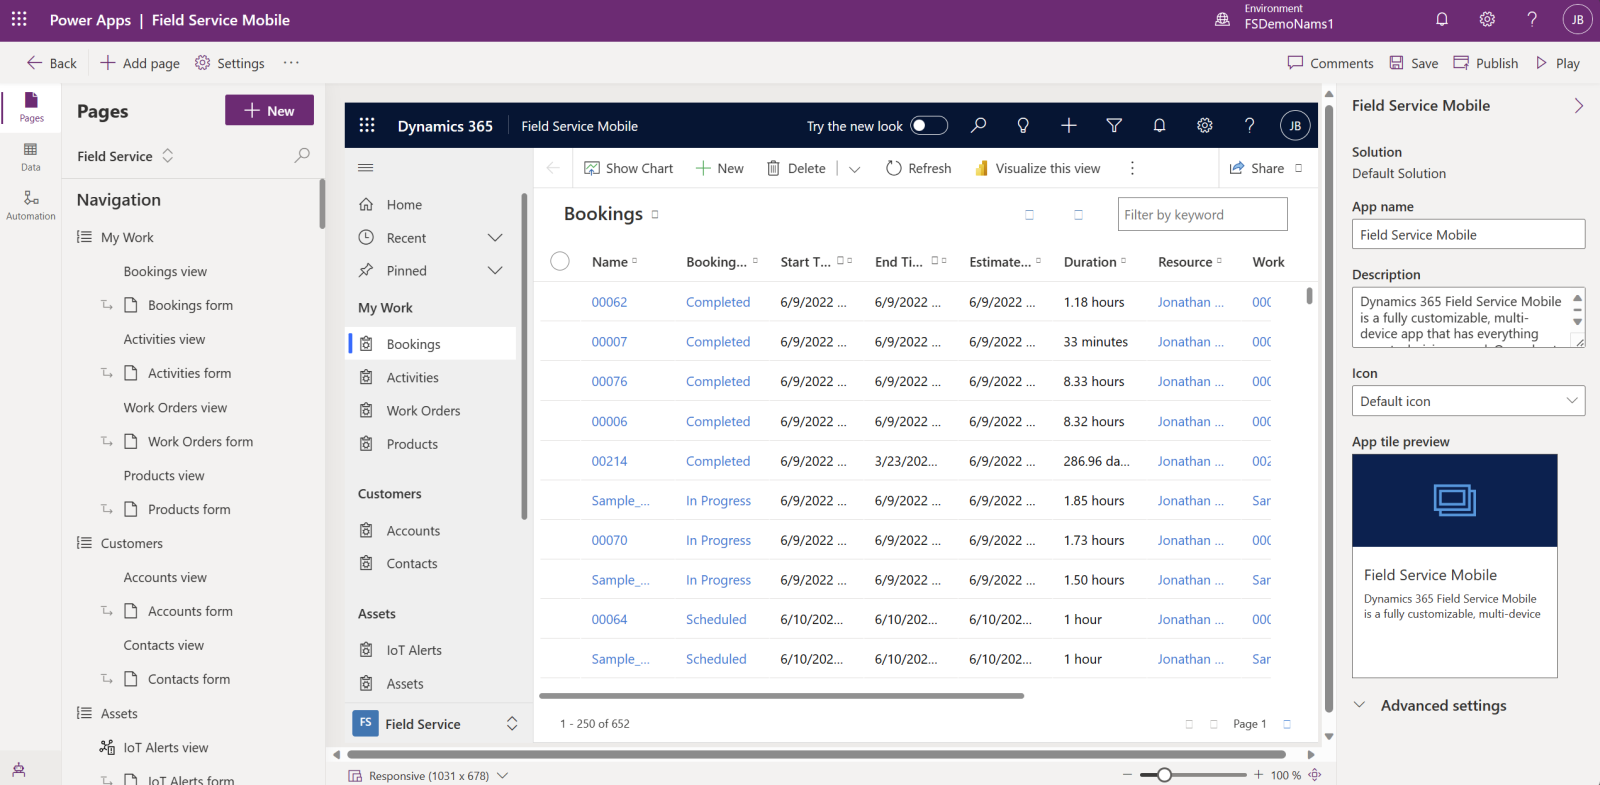 Power Apps | Field Service Mobile
Environment
FSDemoNams1
JB
Back
Add page
Settings
Comments
Save
Publish
Play
Pages
Data
Automation
Pages
New
Field Service
Navigation
My Work
Bookings view
Bookings form
Activities view
Activities form
Work Orders view
Work Orders form
Products view
Products form
Customers
Accounts view
Accounts form
Contacts view
Contacts form
Assets
IoT Alerts view
IoT Alerts form
Dynamics 365
Field Service Mobile
Try the new look
JB
Home
Recent
Pinned
My Work
Bookings
Activities
Work Orders
Products
Customers
Accounts
Contacts
Assets
IoT Alerts
Assets
FS Field Service
Show Chart
New
Delete
Refresh
Visualize this view
Share
Bookings
Filter by keyword
Name Booking... Start T... End Ti... Estimate... Duration Resource Work
00062 Completed 6/9/2022 ... 6/9/2022 ... 6/9/2022 ... 1.18 hours Jonathan ... 000
00007 Completed 6/9/2022 ... 6/9/2022 ... 6/9/2022 ... 33 minutes Jonathan ... 000
00076 Completed 6/9/2022 ... 6/9/2022 ... 6/9/2022 ... 8.33 hours Jonathan ... 000
00006 Completed 6/9/2022 ... 6/9/2022 ... 6/9/2022 ... 8.32 hours Jonathan ... 000
00214 Completed 6/9/2022 ... 3/23/202... 6/9/2022 ... 286.96 da... Jonathan ... 002
Sample_... In Progress 6/9/2022 ... 6/9/2022 ... 6/9/2022 ... 1.85 hours Jonathan ... Sar
00070 In Progress 6/9/2022 ... 6/9/2022 ... 6/9/2022 ... 1.73 hours Jonathan ... 000
Sample_... In Progress 6/9/2022 ... 6/9/2022 ... 6/9/2022 ... 1.50 hours Jonathan ... Sar
00064 Scheduled 6/10/202... 6/10/202... 6/10/202... 1 hour Jonathan ... 000
Sample_... Scheduled 6/10/202... 6/10/202... 6/10/202... 1 hour Jonathan ... Sar
1 - 250 of 652
Page 1
Responsive (1031 x 678)
100 %
Field Service Mobile
Solution
Default Solution
App name
Field Service Mobile
Description
Dynamics 365 Field Service Mobile
is a fully customizable, multi-
device app that has everything
Icon
Default icon
App tile preview
Field Service Mobile
Dynamics 365 Field Service Mobile
is a fully customizable, multi-device
Advanced settings